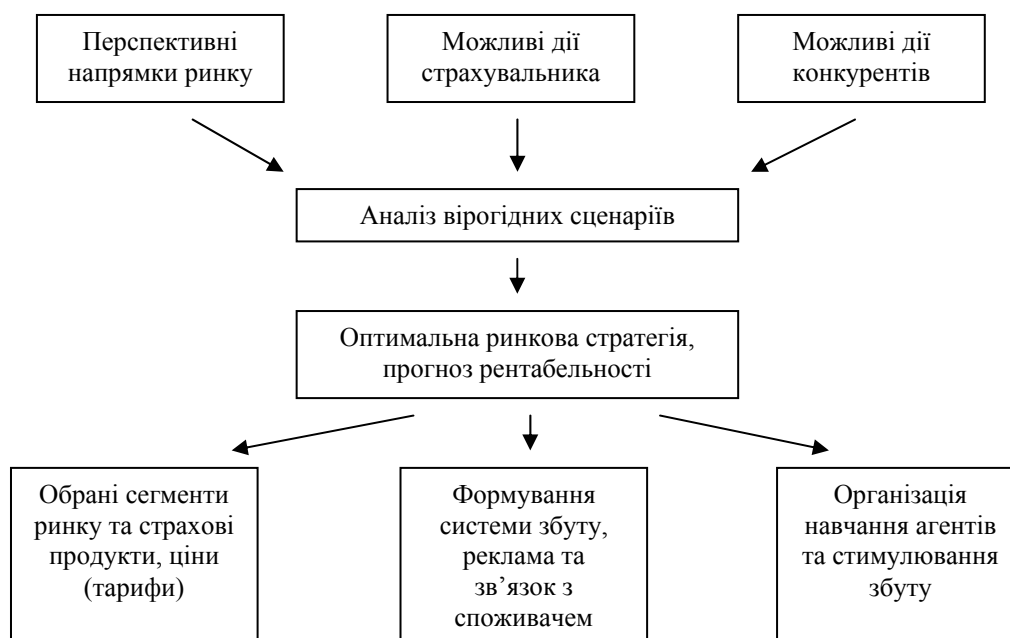 Перспективні
напрямки ринку
Можливі дії
страхувальника
Можливі дії
конкурентів
Аналіз вірогідних сценаріїв
Оптимальна ринкова стратегія,
прогноз рентабельності
Обрані сегменти
ринку та страхові
продукти, ціни
(тарифи)
Формування
системи збуту,
реклама та
зв’язок з
споживачем
Організація
навчання агентів
та стимулювання
збуту